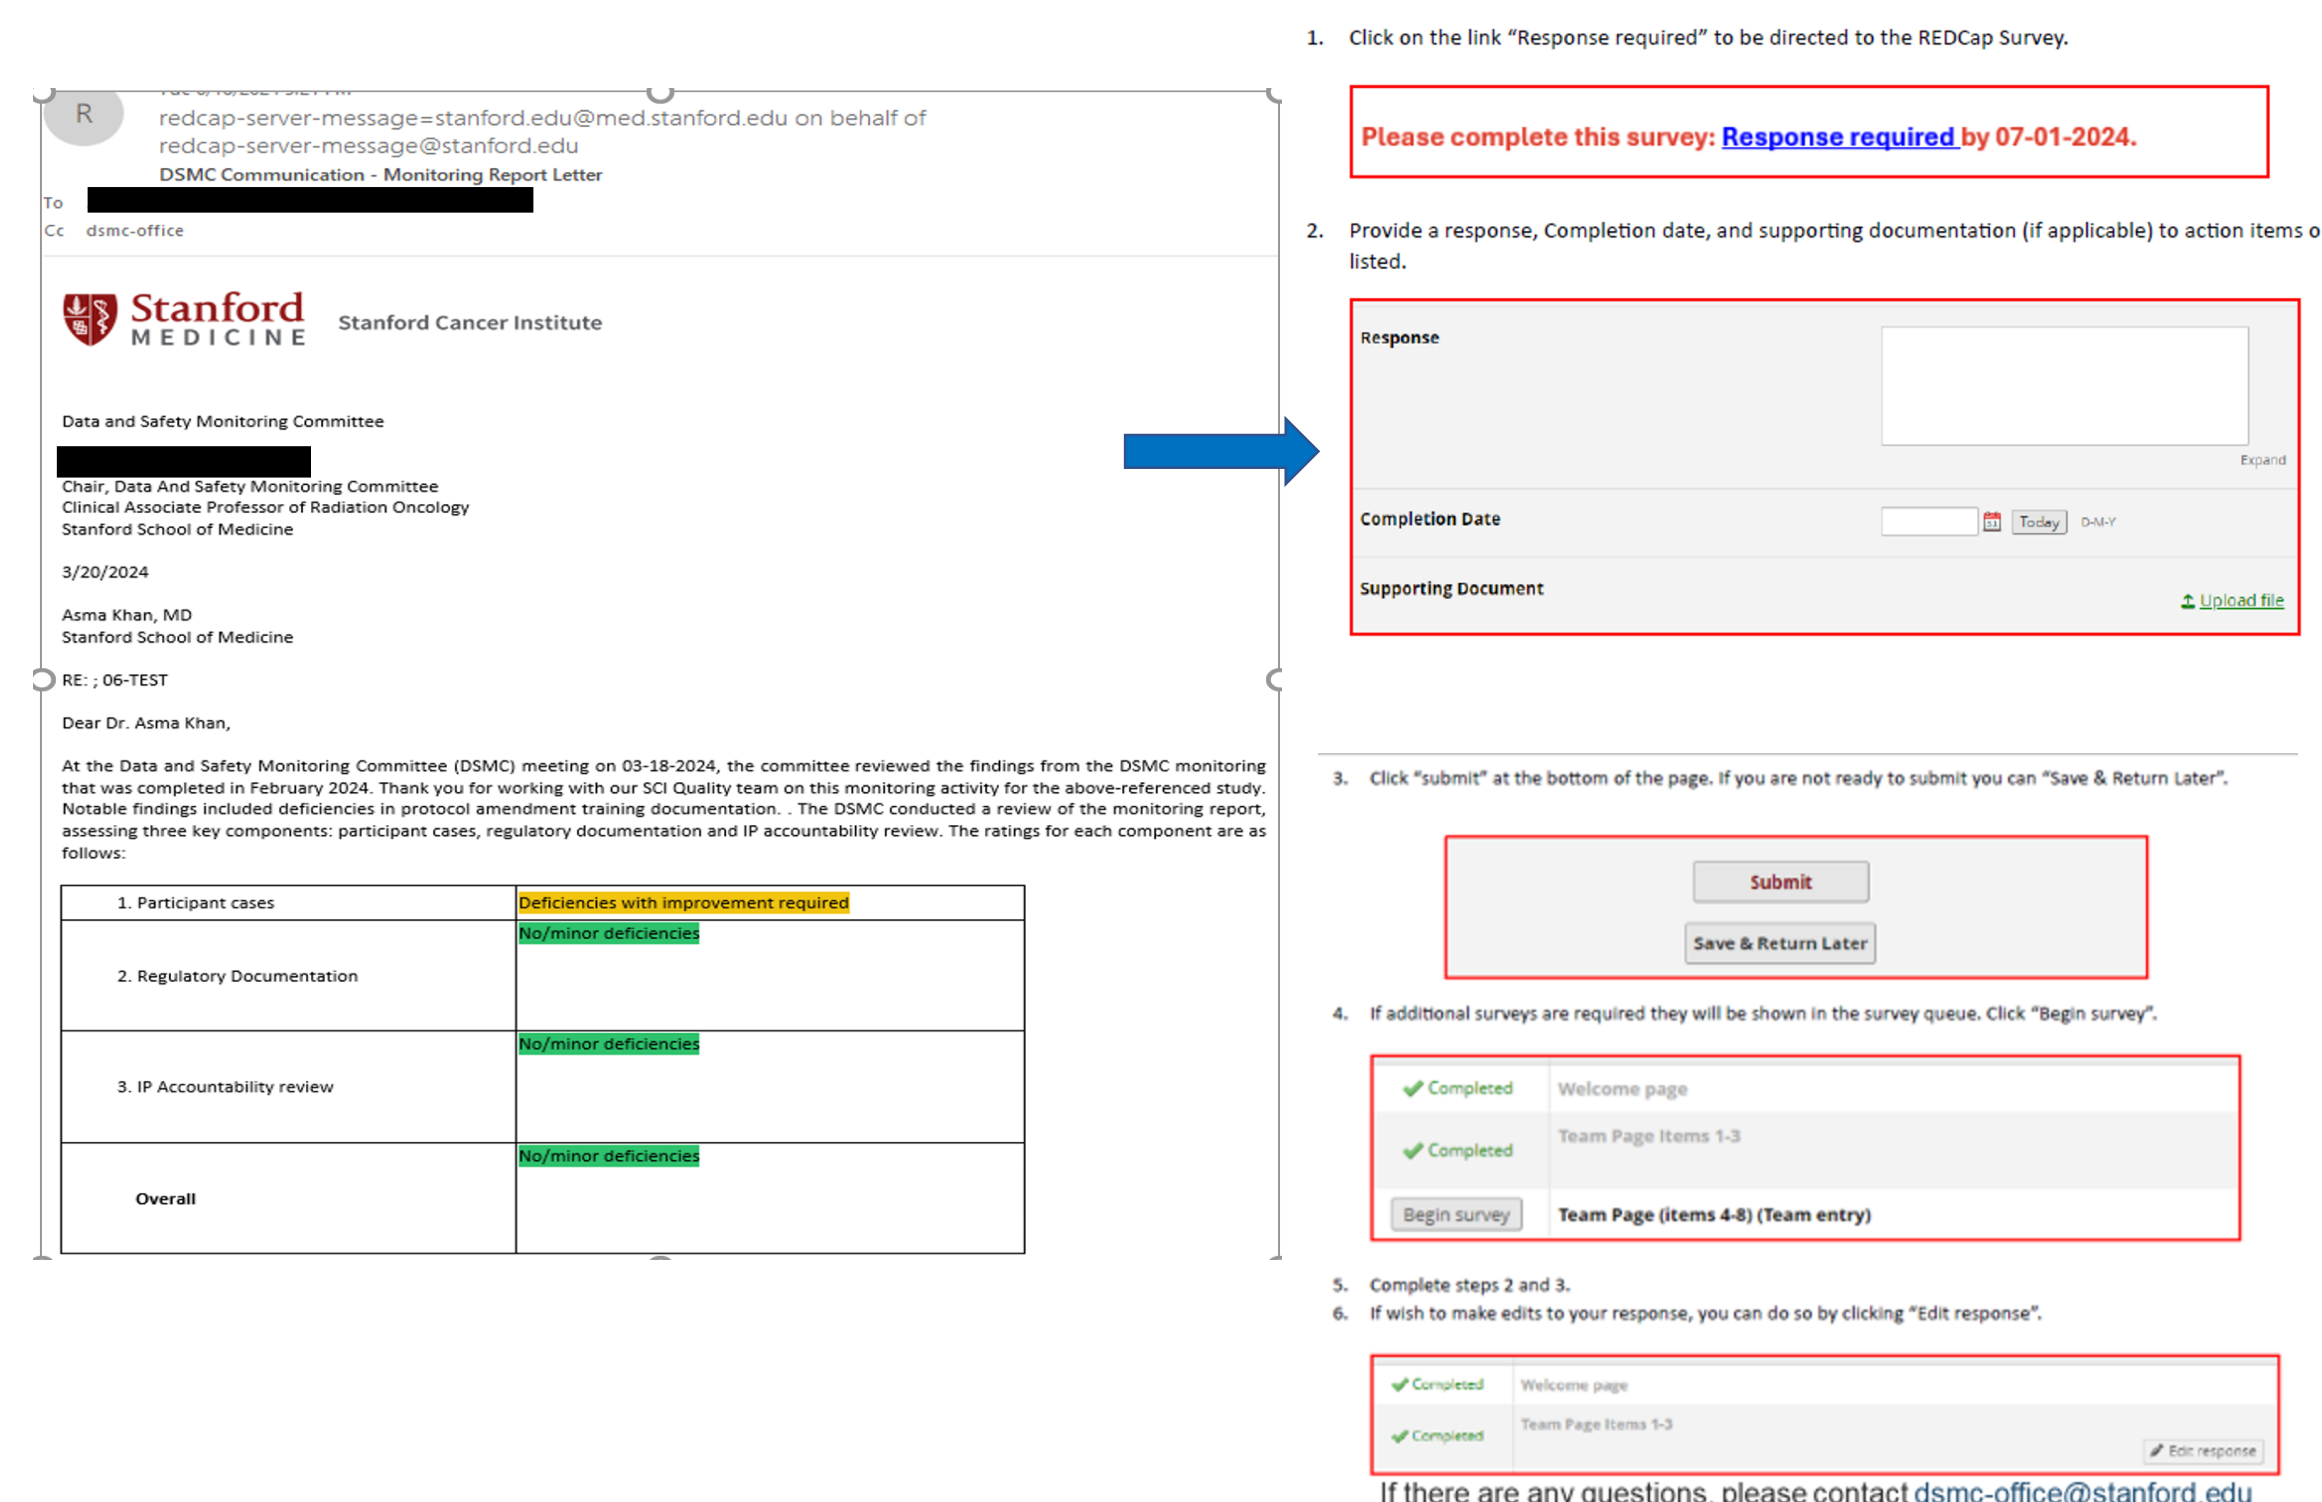 R
redcap-server-message=stanford.edu@med.stanford.edu on behalf of
redcap-server-message@stanford.edu
DSMC Communication - Monitoring Report Letter
To
Cc dsmc-office
Stanford
MEDICINE
Stanford Cancer Institute
Data and Safety Monitoring Committee
Chair, Data And Safety Monitoring Committee
Clinical Associate Professor of Radiation Oncology
Stanford School of Medicine
3/20/2024
Asma Khan, MD
Stanford School of Medicine
RE: ; 06-TEST
Dear Dr. Asma Khan,
At the Data and Safety Monitoring Committee (DSMC) meeting on 03-18-2024, the committee reviewed the findings from the DSMC monitoring
that was completed in February 2024. Thank you for working with our SCI Quality team on this monitoring activity for the above-referenced study.
Notable findings included deficiencies in protocol amendment training documentation. . The DSMC conducted a review of the monitoring report,
assessing three key components: participant cases, regulatory documentation and IP accountability review. The ratings for each component are as
follows:
1. Participant cases
Deficiencies with improvement required
2. Regulatory Documentation
No/minor deficiencies
3. IP Accountability review
No/minor deficiencies
Overall
No/minor deficiencies
1. Click on the link “Response required” to be directed to the REDCap Survey.
Please complete this survey: Response required by 07-01-2024.
2. Provide a response, Completion date, and supporting documentation (if applicable) to action items o
listed.
Response
Expand
Completion Date
31
Today
D-M-Y
Supporting Document
Upload file
3. Click “submit” at the bottom of the page. If you are not ready to submit you can “Save & Return Later”.
Submit
Save & Return Later
4. If additional surveys are required they will be shown in the survey queue. Click “Begin survey”.
Completed Welcome page
Completed Team Page Items 1-3
Begin survey Team Page (items 4-8) (Team entry)
5. Complete steps 2 and 3.
6. If wish to make edits to your response, you can do so by clicking “Edit response”.
Completed Welcome page
Completed Team Page Items 1-3
Edit response
If there are any questions, please contact dsmc-office@stanford.edu